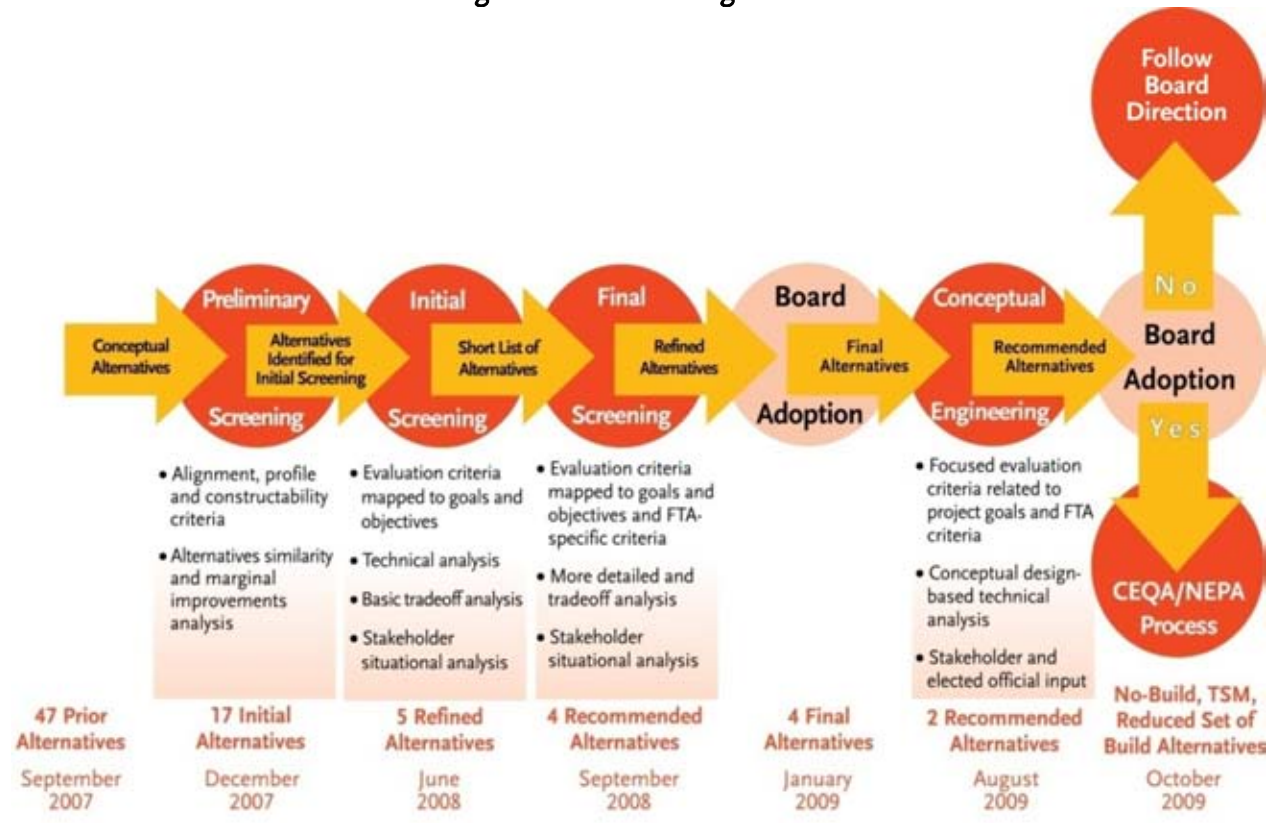 Follow
Board
Direction
No
Preliminary
Screening
Initial
Screening
Final
Screening
Board
Adoption
Conceptual
Engineering
Board
Adoption
Yes
CEQA/NEPA
Process
Conceptual
Alternatives
Alternatives
Identified for
Initial Screening
Short List of
Alternatives
Refined
Alternatives
Final
Alternatives
Recommended
Alternatives
• Alignment, profile
and constructability
criteria
• Alternatives similarity
and marginal
improvements
analysis
• Evaluation criteria
mapped to goals and
objectives
• Technical analysis
• Basic tradeoff analysis
• Stakeholder
situational analysis
• Evaluation criteria
mapped to goals and
objectives and FTA-
specific criteria
• More detailed and
tradeoff analysis
• Stakeholder
situational analysis
• Focused evaluation
criteria related to
project goals and FTA
criteria
• Conceptual design-
based technical
analysis
• Stakeholder and
elected official input
47 Prior
Alternatives
September
2007
17 Initial
Alternatives
December
2007
5 Refined
Alternatives
June
2008
4 Recommended
Alternatives
September
2008
4 Final
Alternatives
January
2009
2 Recommended
Alternatives
August
2009
No-Build, TSM,
Reduced Set of
Build Alternatives
October
2009